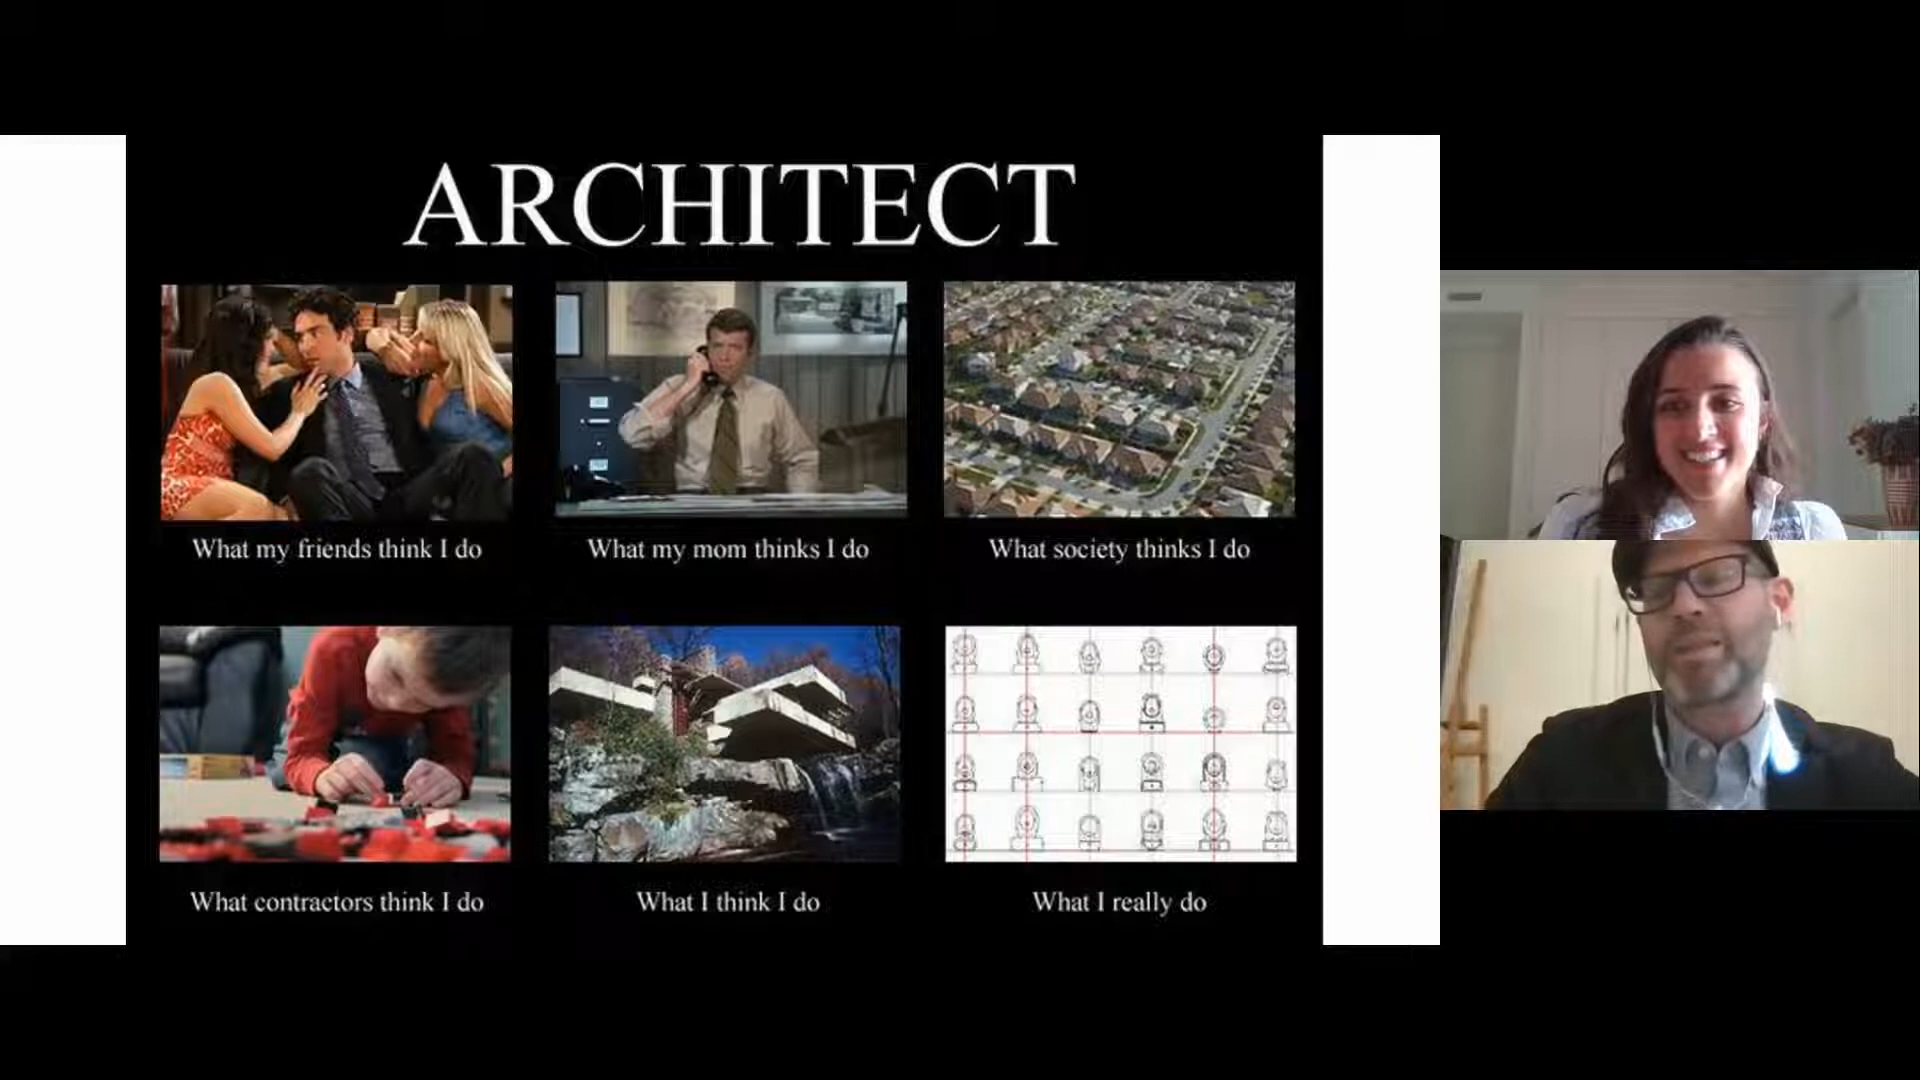 ARCHITECT
What my friends think I do
What my mom thinks I do
What society thinks I do
What contractors think I do
What I think I do
What I really do